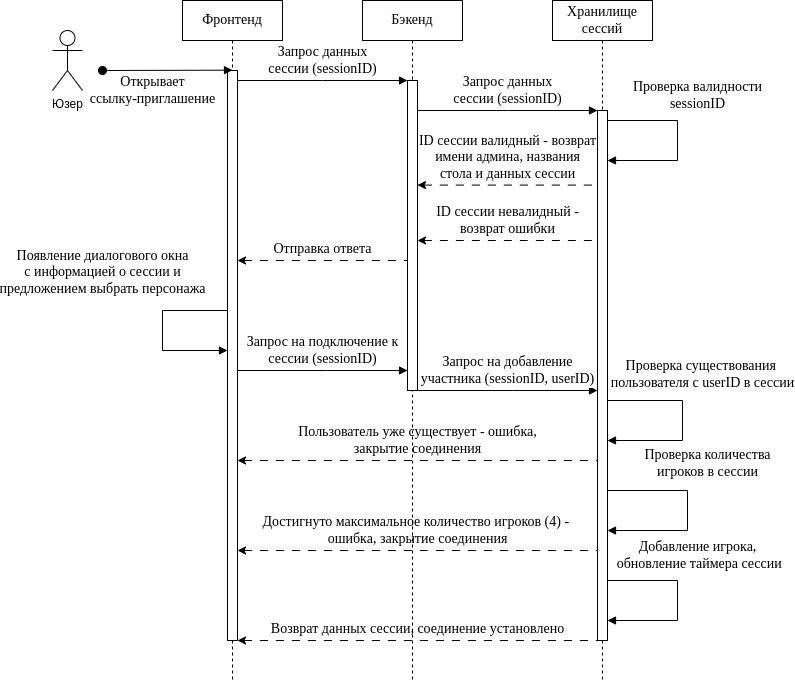 Фронтенд
Бэкенд
Хранилище
сессий
Юзер
Открывает
ссылку-приглашение
Запрос данных
сессии (sessionID)
Запрос данных
сессии (sessionID)
Проверка валидности
sessionID
ID сессии валидный - возврат
имени админа, названия
стола и данных сессии
ID сессии невалидный -
возврат ошибки
Отправка ответа
Появление диалогового окна
с информацией о сессии и
предложением выбрать персонажа
Запрос на подключение к
сессии (sessionID)
Запрос на добавление
участника (sessionID, userID)
Проверка существования
пользователя с userID в сессии
Пользователь уже существует - ошибка,
закрытие соединения
Проверка количества
игроков в сессии
Достигнуто максимальное количество игроков (4) -
ошибка, закрытие соединения
Добавление игрока,
обновление таймера сессии
Возврат данных сессии, соединение установлено